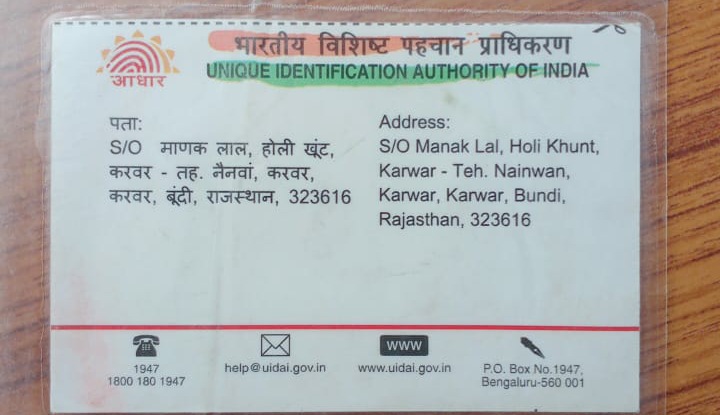 भारतीय विशिष्ट पहचान प्राधिकरण
आधार
UNIQUE IDENTIFICATION AUTHORITY OF INDIA
पता:
S/O माणक लाल, होली खूंट,
करवर - तह. नैनवां, करवर,
करवर, बूंदी, राजस्थान, 323616
Address:
S/O Manak Lal, Holi Khunt,
Karwar - Teh. Nainwan,
Karwar, Karwar, Bundi,
Rajasthan, 323616
1947
1800 180 1947
help@uidai.gov.in
WWW
www.uidai.gov.in
P.O. Box No.1947,
Bengaluru-560 001